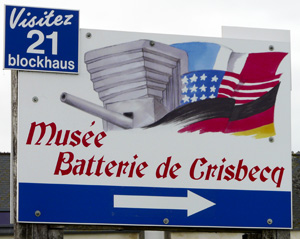 Visitez
21
blockhaus
Musée
Batterie de Crisbecq